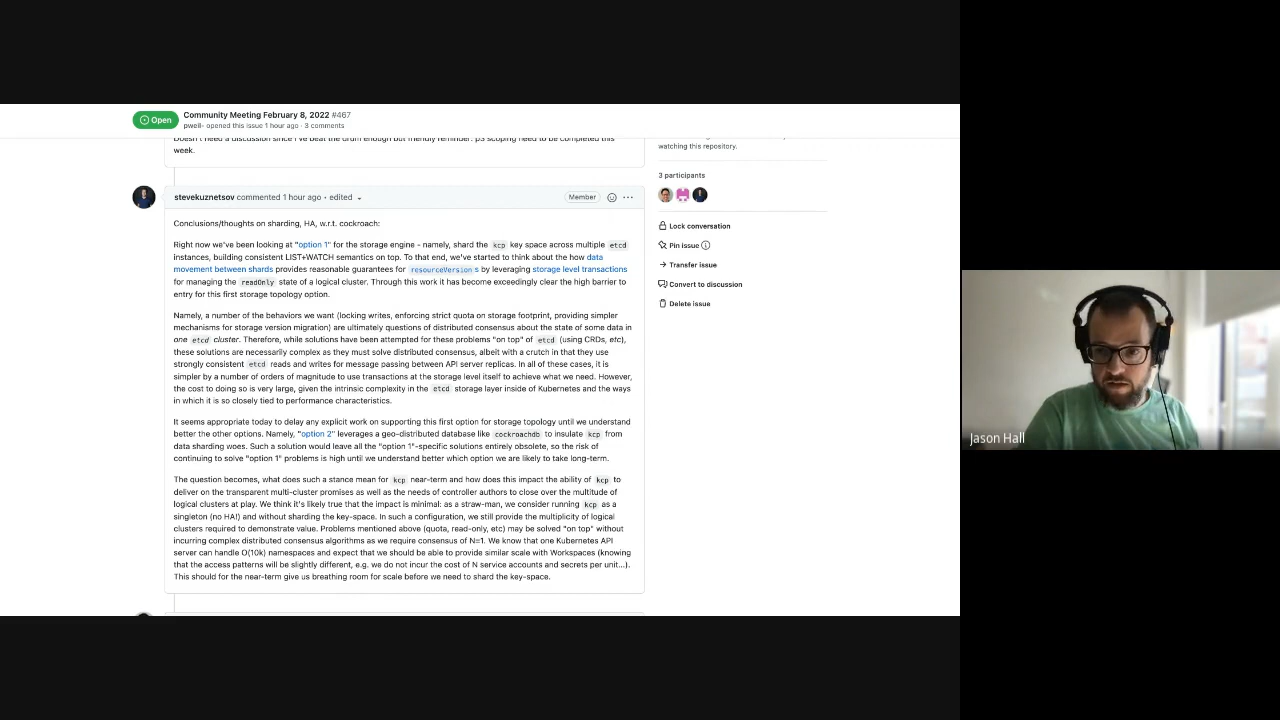 Open
Community Meeting February 8, 2022 #467
pweil- opened this issue 1 hour ago · 3 comments
Doesn't need a discussion since I've beat the drum enough but friendly reminder: p3 scoping need to be completed this
week.
watching this repository.
3 participants
stevekuznetsov commented 1 hour ago • edited
Member
Lock conversation
Pin issue
Transfer issue
Convert to discussion
Delete issue
Conclusions/thoughts on sharding, HA, w.r.t. cockroach:
Right now we've been looking at "option 1" for the storage engine - namely, shard the kcp key space across multiple etcd
instances, building consistent LIST+WATCH semantics on top. To that end, we've started to think about the how data
movement between shards provides reasonable guarantees for resourceVersion s by leveraging storage level transactions
for managing the readOnly state of a logical cluster. Through this work it has become exceedingly clear the high barrier to
entry for this first storage topology option.
Namely, a number of the behaviors we want (locking writes, enforcing strict quota on storage footprint, providing simpler
mechanisms for storage version migration) are ultimately questions of distributed consensus about the state of some data in
one etcd cluster. Therefore, while solutions have been attempted for these problems "on top" of etcd (using CRDs, etc),
these solutions are necessarily complex as they must solve distributed consensus, albeit with a crutch in that they use
strongly consistent etcd reads and writes for message passing between API server replicas. In all of these cases, it is
simpler by a number of orders of magnitude to use transactions at the storage level itself to achieve what we need. However,
the cost to doing so is very large, given the intrinsic complexity in the etcd storage layer inside of Kubernetes and the ways
in which it is so closely tied to performance characteristics.
It seems appropriate today to delay any explicit work on supporting this first option for storage topology until we understand
better the other options. Namely, "option 2" leverages a geo-distributed database like cockroachdb to insulate kcp from
data sharding woes. Such a solution would leave all the "option 1"-specific solutions entirely obsolete, so the risk of
continuing to solve "option 1" problems is high until we understand better which option we are likely to take long-term.
The question becomes, what does such a stance mean for kcp near-term and how does this impact the ability of kcp to
deliver on the transparent multi-cluster promises as well as the needs of controller authors to close over the multitude of
logical clusters at play. We think it's likely true that the impact is minimal: as a straw-man, we consider running kcp as a
singleton (no HA!) and without sharding the key-space. In such a configuration, we still provide the multiplicity of logical
clusters required to demonstrate value. Problems mentioned above (quota, read-only, etc) may be solved "on top" without
incurring complex distributed consensus algorithms as we require consensus of N=1. We know that one Kubernetes API
server can handle O(10k) namespaces and expect that we should be able to provide similar scale with Workspaces (knowing
that the access patterns will be slightly different, e.g. we do not incur the cost of N service accounts and secrets per unit...).
This should for the near-term give us breathing room for scale before we need to shard the key-space.
Jason Hall